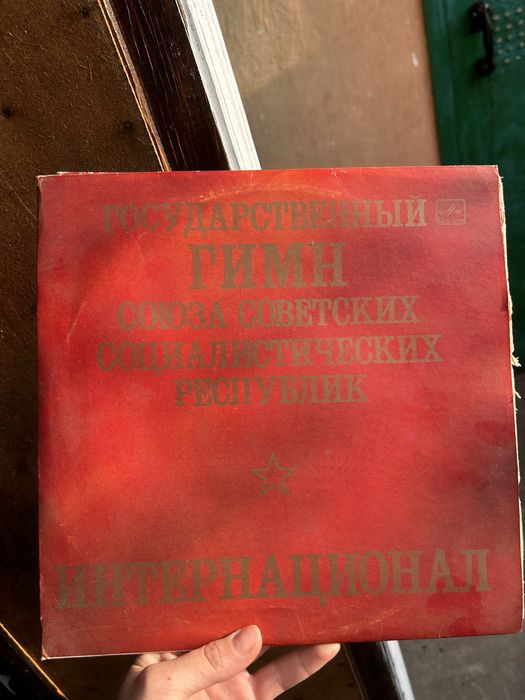 ГОСУДАРСТВЕННЫЙ
ГИМН
СОЮЗА СОВЕТСКИХ
СОЦИАЛИСТИЧЕСКИХ
РЕСПУБЛИК
ИНТЕРНАЦИОНАЛ